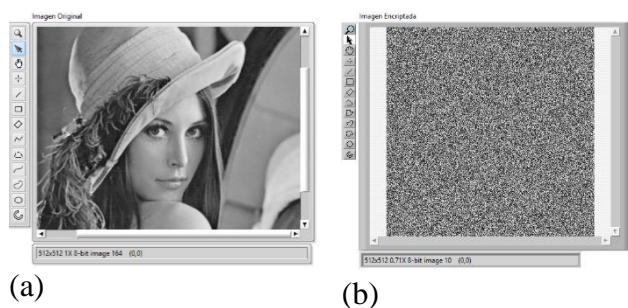 Imagen Original
Imagen Encriptada
512x512 1X 8-bit image 164 (0,0)
512x512 0.71X 8-bit image 10 (0,0)
(a)
(b)